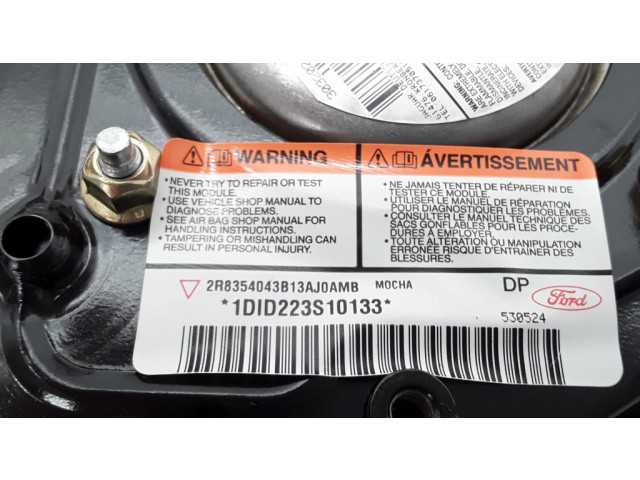 WARNING
• NEVER TRY TO REPAIR OR TEST
THIS MODULE.
• USE VEHICLE SHOP MANUAL TO
DIAGNOSE PROBLEMS.
• SEE AIR BAG SHOP MANUAL FOR
HANDLING INSTRUCTIONS.
• TAMPERING OR MISHANDLING CAN
RESULT IN PERSONAL INJURY.
ÁVERTISSEMENT
• NE JAMAIS TENTER DE RÉPARER NI DE
TESTER CE MODULE.
• UTILISER LE MANUEL DE RÉPARATION
POUR DIAGNOSTIQUER LES PROBLÈMES.
• CONSULTER LE MANUEL TECHNIQUE DES
SACS GONFLABLES POUR LES PROCE-
DURES À EMPLOYER.
• TOUTE ALTÉRATION OU MANIPULATION
ERRONÉE RISQUE D'ENTRAÎNER DES
BLESSURES.
2R8354043B13AJ0AMB MOCHA DP Ford
*1DID223S10133* 530524